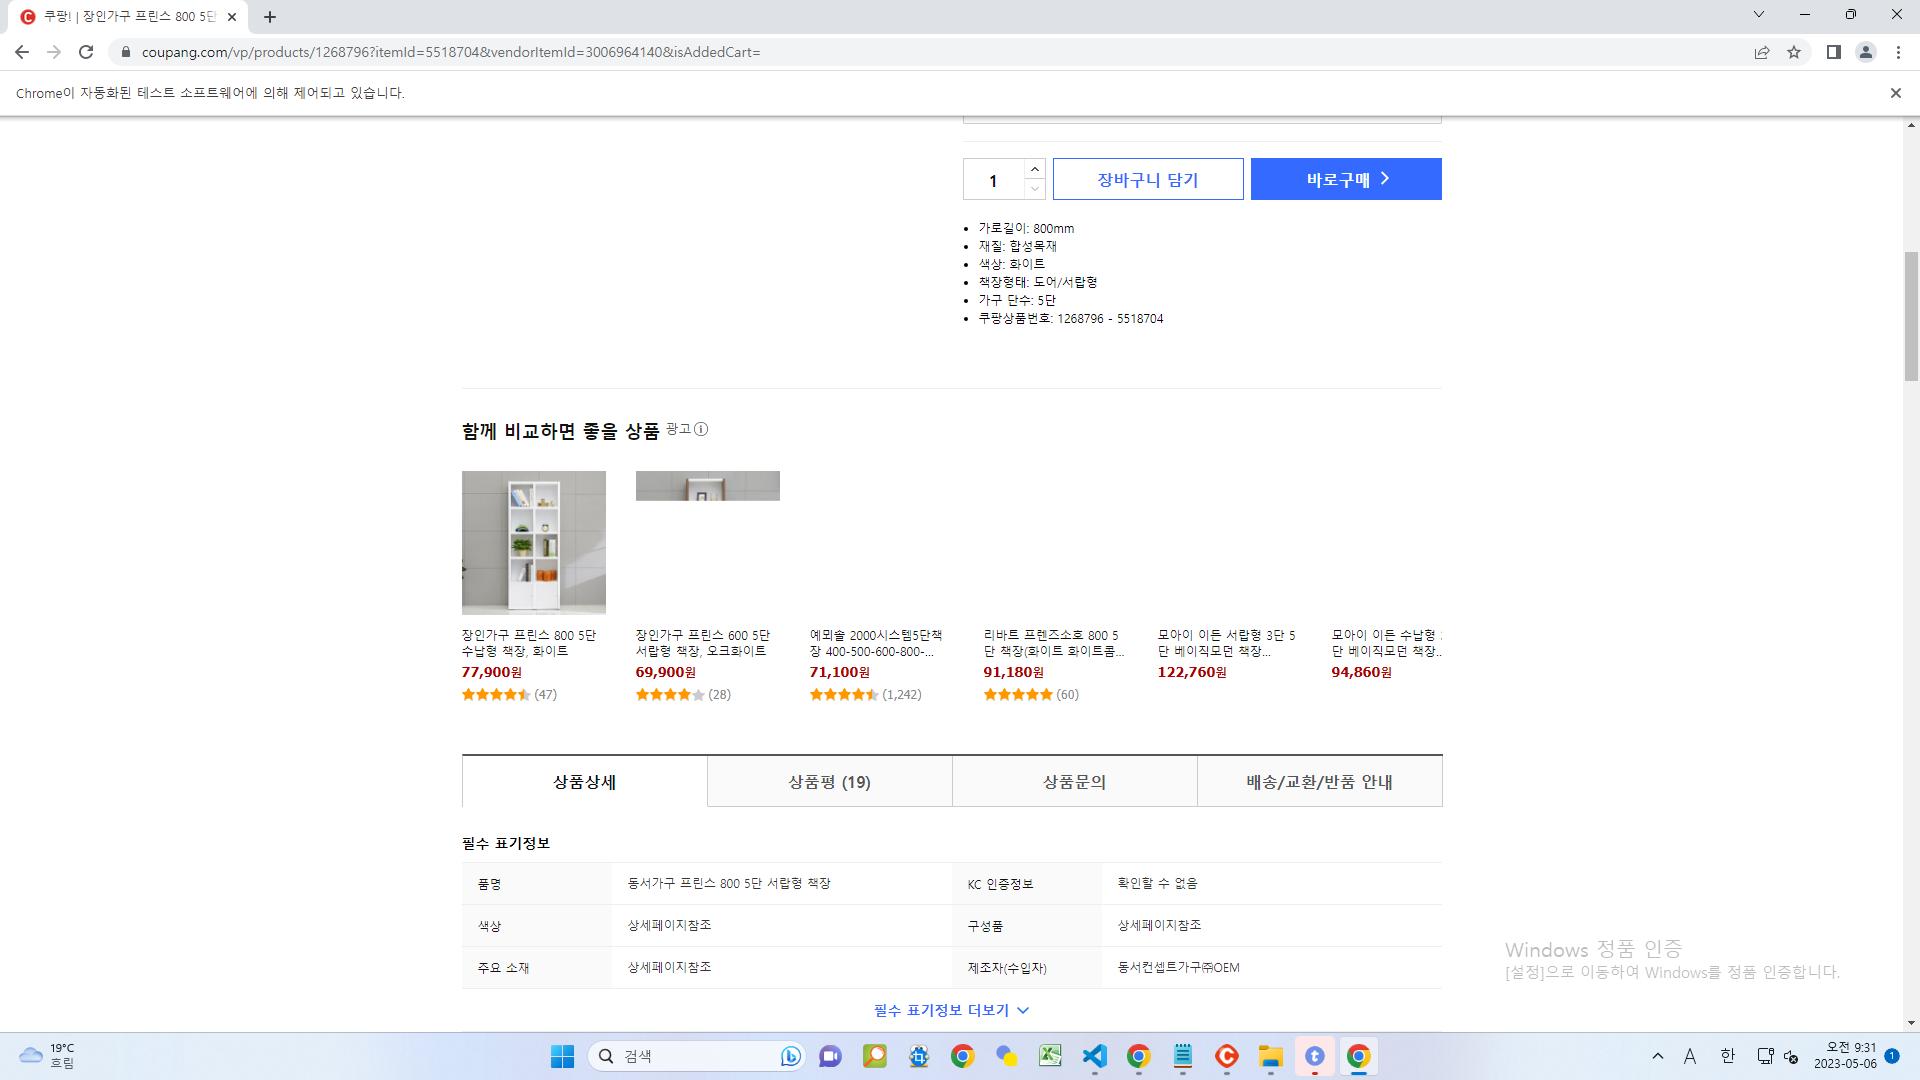 쿠팡! | 장인가구 프린스 800 5단
coupang.com/vp/products/1268796?itemId=5518704&vendorItemId=3006964140&isAddedCart=
Chrome이 자동화된 테스트 소프트웨어에 의해 제어되고 있습니다.
1
장바구니 담기
바로구매
• 가로길이: 800mm
• 재질: 합성목재
• 색상: 화이트
• 책장형태: 도어/서랍형
• 가구 단수: 5단
• 쿠팡상품번호: 1268796 - 5518704
함께 비교하면 좋을 상품 광고
장인가구 프린스 800 5단
수납형 책장, 화이트
77,900원
(47)
장인가구 프린스 600 5단
서랍형 책장, 오크화이트
69,900원
(28)
예뫼솔 2000시스템5단책
장 400-500-600-800-...
71,100원
(1,242)
리바트 프렌즈소호 800 5
단 책장(화이트 화이트콤...
91,180원
(60)
모아이 이든 서랍형 3단 5
단 베이직모던 책장...
122,760원
모아이 이든 수납형
단 베이직모던 책장..
94,860원
상품상세
상품평 (19)
상품문의
배송/교환/반품 안내
필수 표기정보
품명 동서가구 프린스 800 5단 서랍형 책장 KC 인증정보 확인할 수 없음
색상 상세페이지참조 구성품 상세페이지참조
주요 소재 상세페이지참조 제조자(수입자) 동서컨셉트가구㈜OEM
필수 표기정보 더보기
Windows 정품 인증
[설정]으로 이동하여 Windows를 정품 인증합니다.
19°C
흐림
검색
A
한
오전 9:31
2023-05-06
1